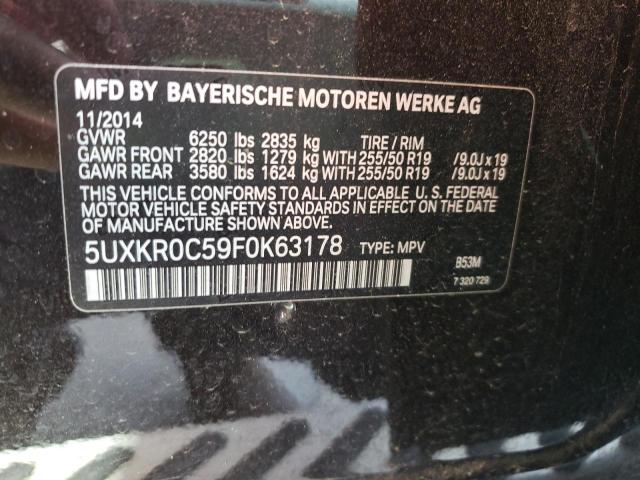 MFD BY BAYERISCHE MOTOREN WERKE AG
11/2014
GVWR 6250 lbs 2835 kg TIRE / RIM
GAWR FRONT 2820 lbs 1279 kg WITH 255/50 R19 /9.0J x 19
GAWR REAR 3580 lbs 1624 kg WITH 255/50 R19 /9.0J x 19
THIS VEHICLE CONFORMS TO ALL APPLICABLE U. S. FEDERAL
MOTOR VEHICLE SAFETY STANDARDS IN EFFECT ON THE DATE OF
MANUFACTURE SHOWN ABOVE.
5UXKR0C59F0K63178 TYPE: MPV
B53M
7 320 729